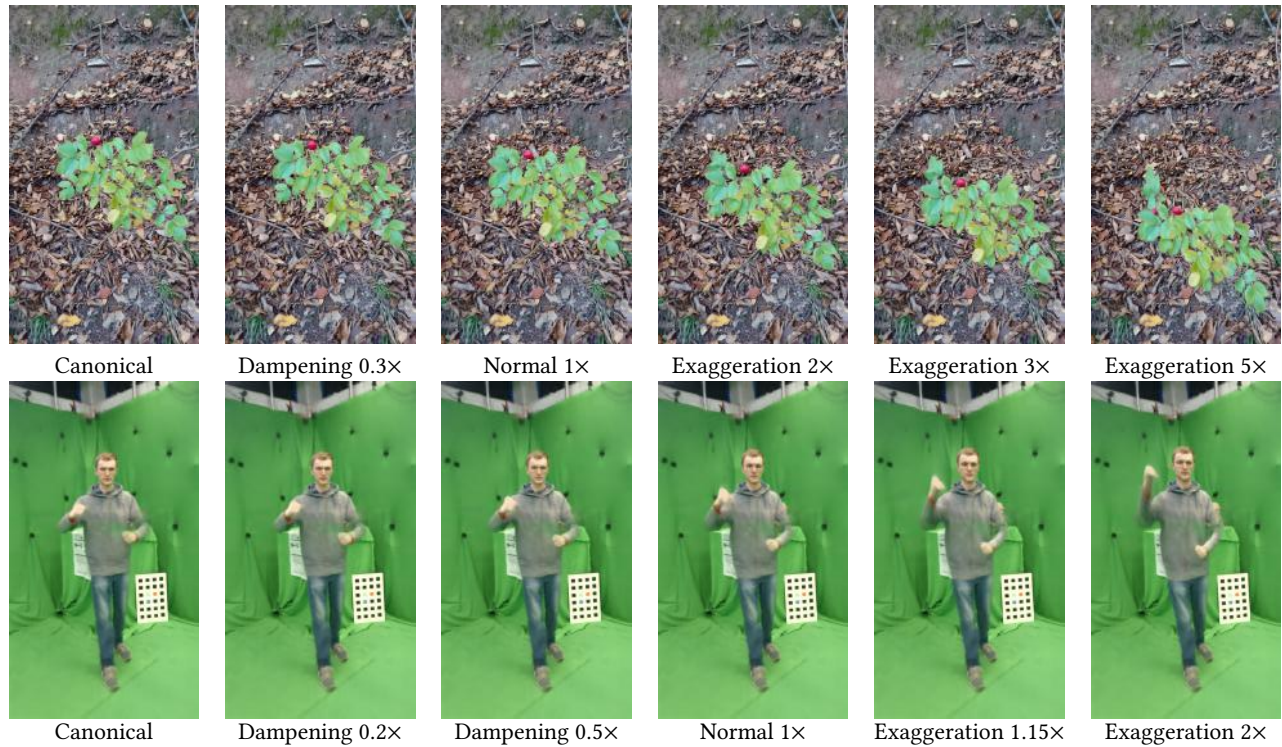 Canonical Dampening 0.3× Normal 1× Exaggeration 2× Exaggeration 3× Exaggeration 5×
Canonical Dampening 0.2× Dampening 0.5× Normal 1× Exaggeration 1.15× Exaggeration 2×